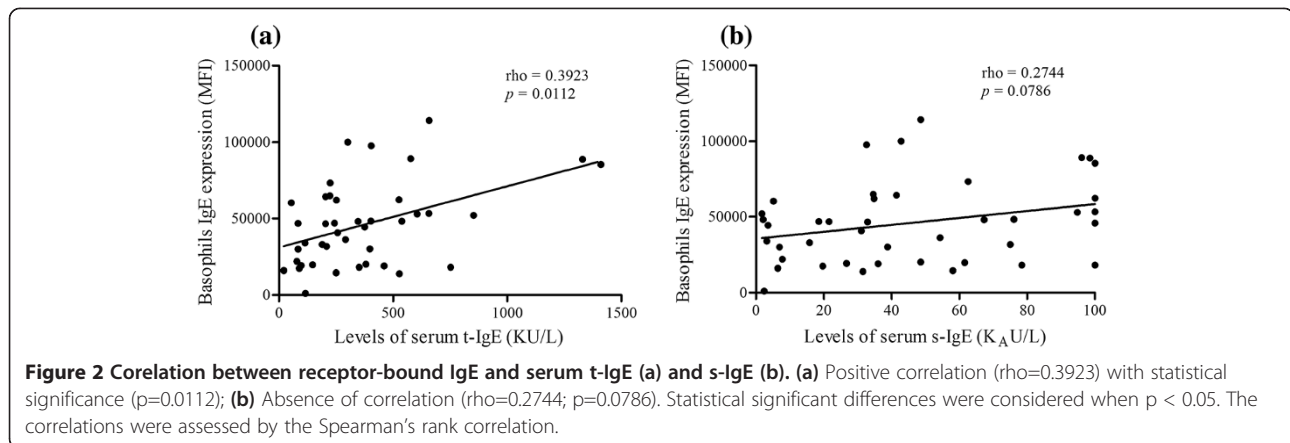 (a)
Basophils IgE expression (MFI)
150000
100000
50000
0
rho = 0.3923
p = 0.0112
0 500 1000 1500
Levels of serum t-IgE (KU/L)
(b)
Basophils IgE expression (MFI)
150000
100000
50000
0
rho = 0.2744
p = 0.0786
0 20 40 60 80 100
Levels of serum s-IgE (K_AU/L)
Figure 2 Corelation between receptor-bound IgE and serum t-IgE (a) and s-IgE (b). (a) Positive correlation (rho=0.3923) with statistical
significance (p=0.0112); (b) Absence of correlation (rho=0.2744; p=0.0786). Statistical significant differences were considered when p < 0.05. The
correlations were assessed by the Spearman's rank correlation.